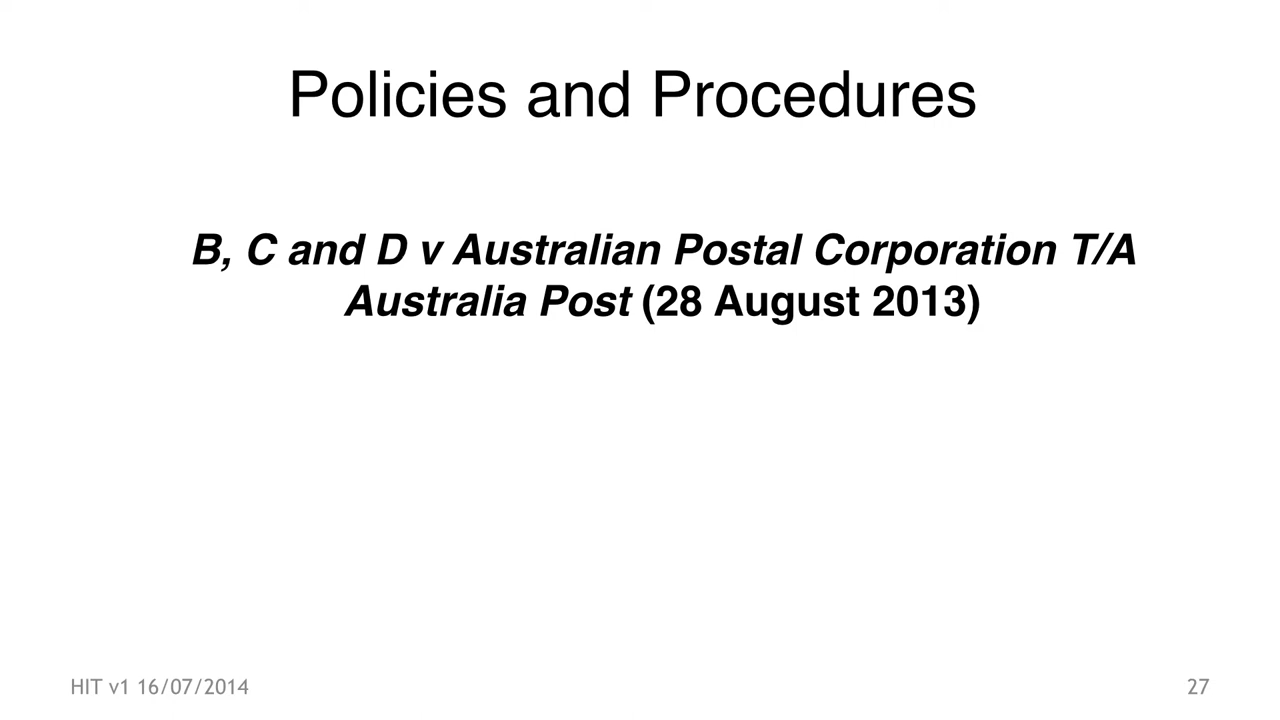 Policies and Procedures
B, C and D v Australian Postal Corporation T/A
Australia Post (28 August 2013)
HIT v1 16/07/2014
27